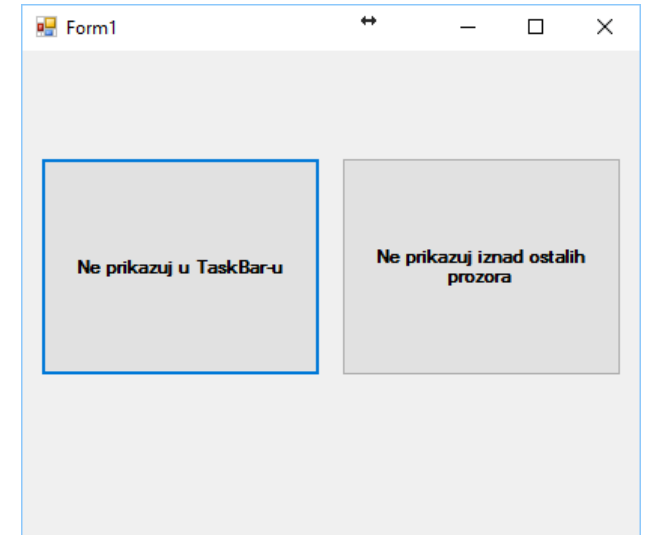 Form1
Ne prikazuj u TaskBar-u
Ne prikazuj iznad ostalih
prozora